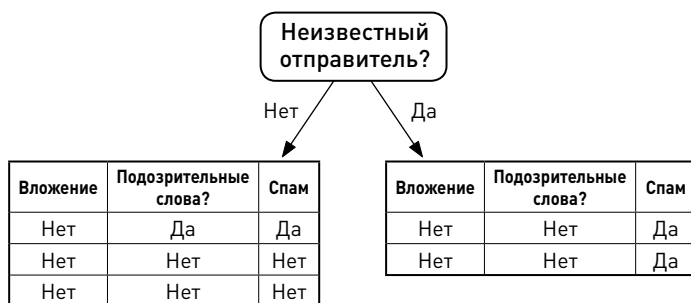 Неизвестный
отправитель?
Нет
Да
Вложение Подозрительные слова? Спам
Нет Да Да
Нет Нет Нет
Нет Нет Нет
Вложение Подозрительные слова? Спам
Нет Нет Да
Нет Нет Да